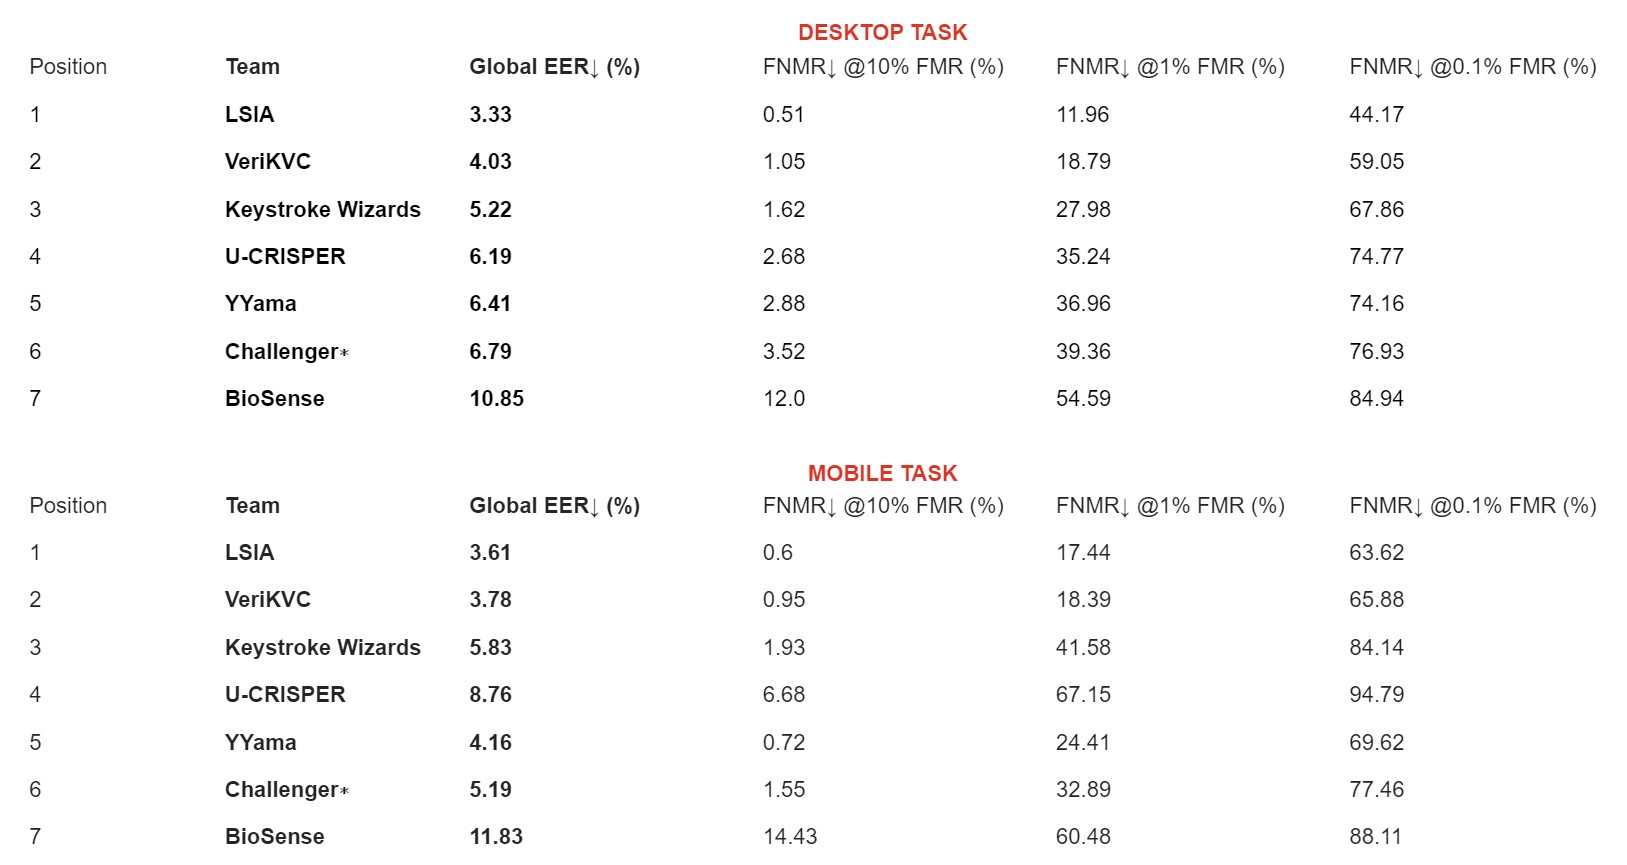 DESKTOP TASK
Position Team Global EER↓ (%) FNMR↓ @10% FMR (%) FNMR↓ @1% FMR (%) FNMR↓ @0.1% FMR (%)
1 LSIA 3.33 0.51 11.96 44.17
2 VeriKVC 4.03 1.05 18.79 59.05
3 Keystroke Wizards 5.22 1.62 27.98 67.86
4 U-CRISPER 6.19 2.68 35.24 74.77
5 YYama 6.41 2.88 36.96 74.16
6 Challenger* 6.79 3.52 39.36 76.93
7 BioSense 10.85 12.0 54.59 84.94
MOBILE TASK
Position Team Global EER↓ (%) FNMR↓ @10% FMR (%) FNMR↓ @1% FMR (%) FNMR↓ @0.1% FMR (%)
1 LSIA 3.61 0.6 17.44 63.62
2 VeriKVC 3.78 0.95 18.39 65.88
3 Keystroke Wizards 5.83 1.93 41.58 84.14
4 U-CRISPER 8.76 6.68 67.15 94.79
5 YYama 4.16 0.72 24.41 69.62
6 Challenger* 5.19 1.55 32.89 77.46
7 BioSense 11.83 14.43 60.48 88.11